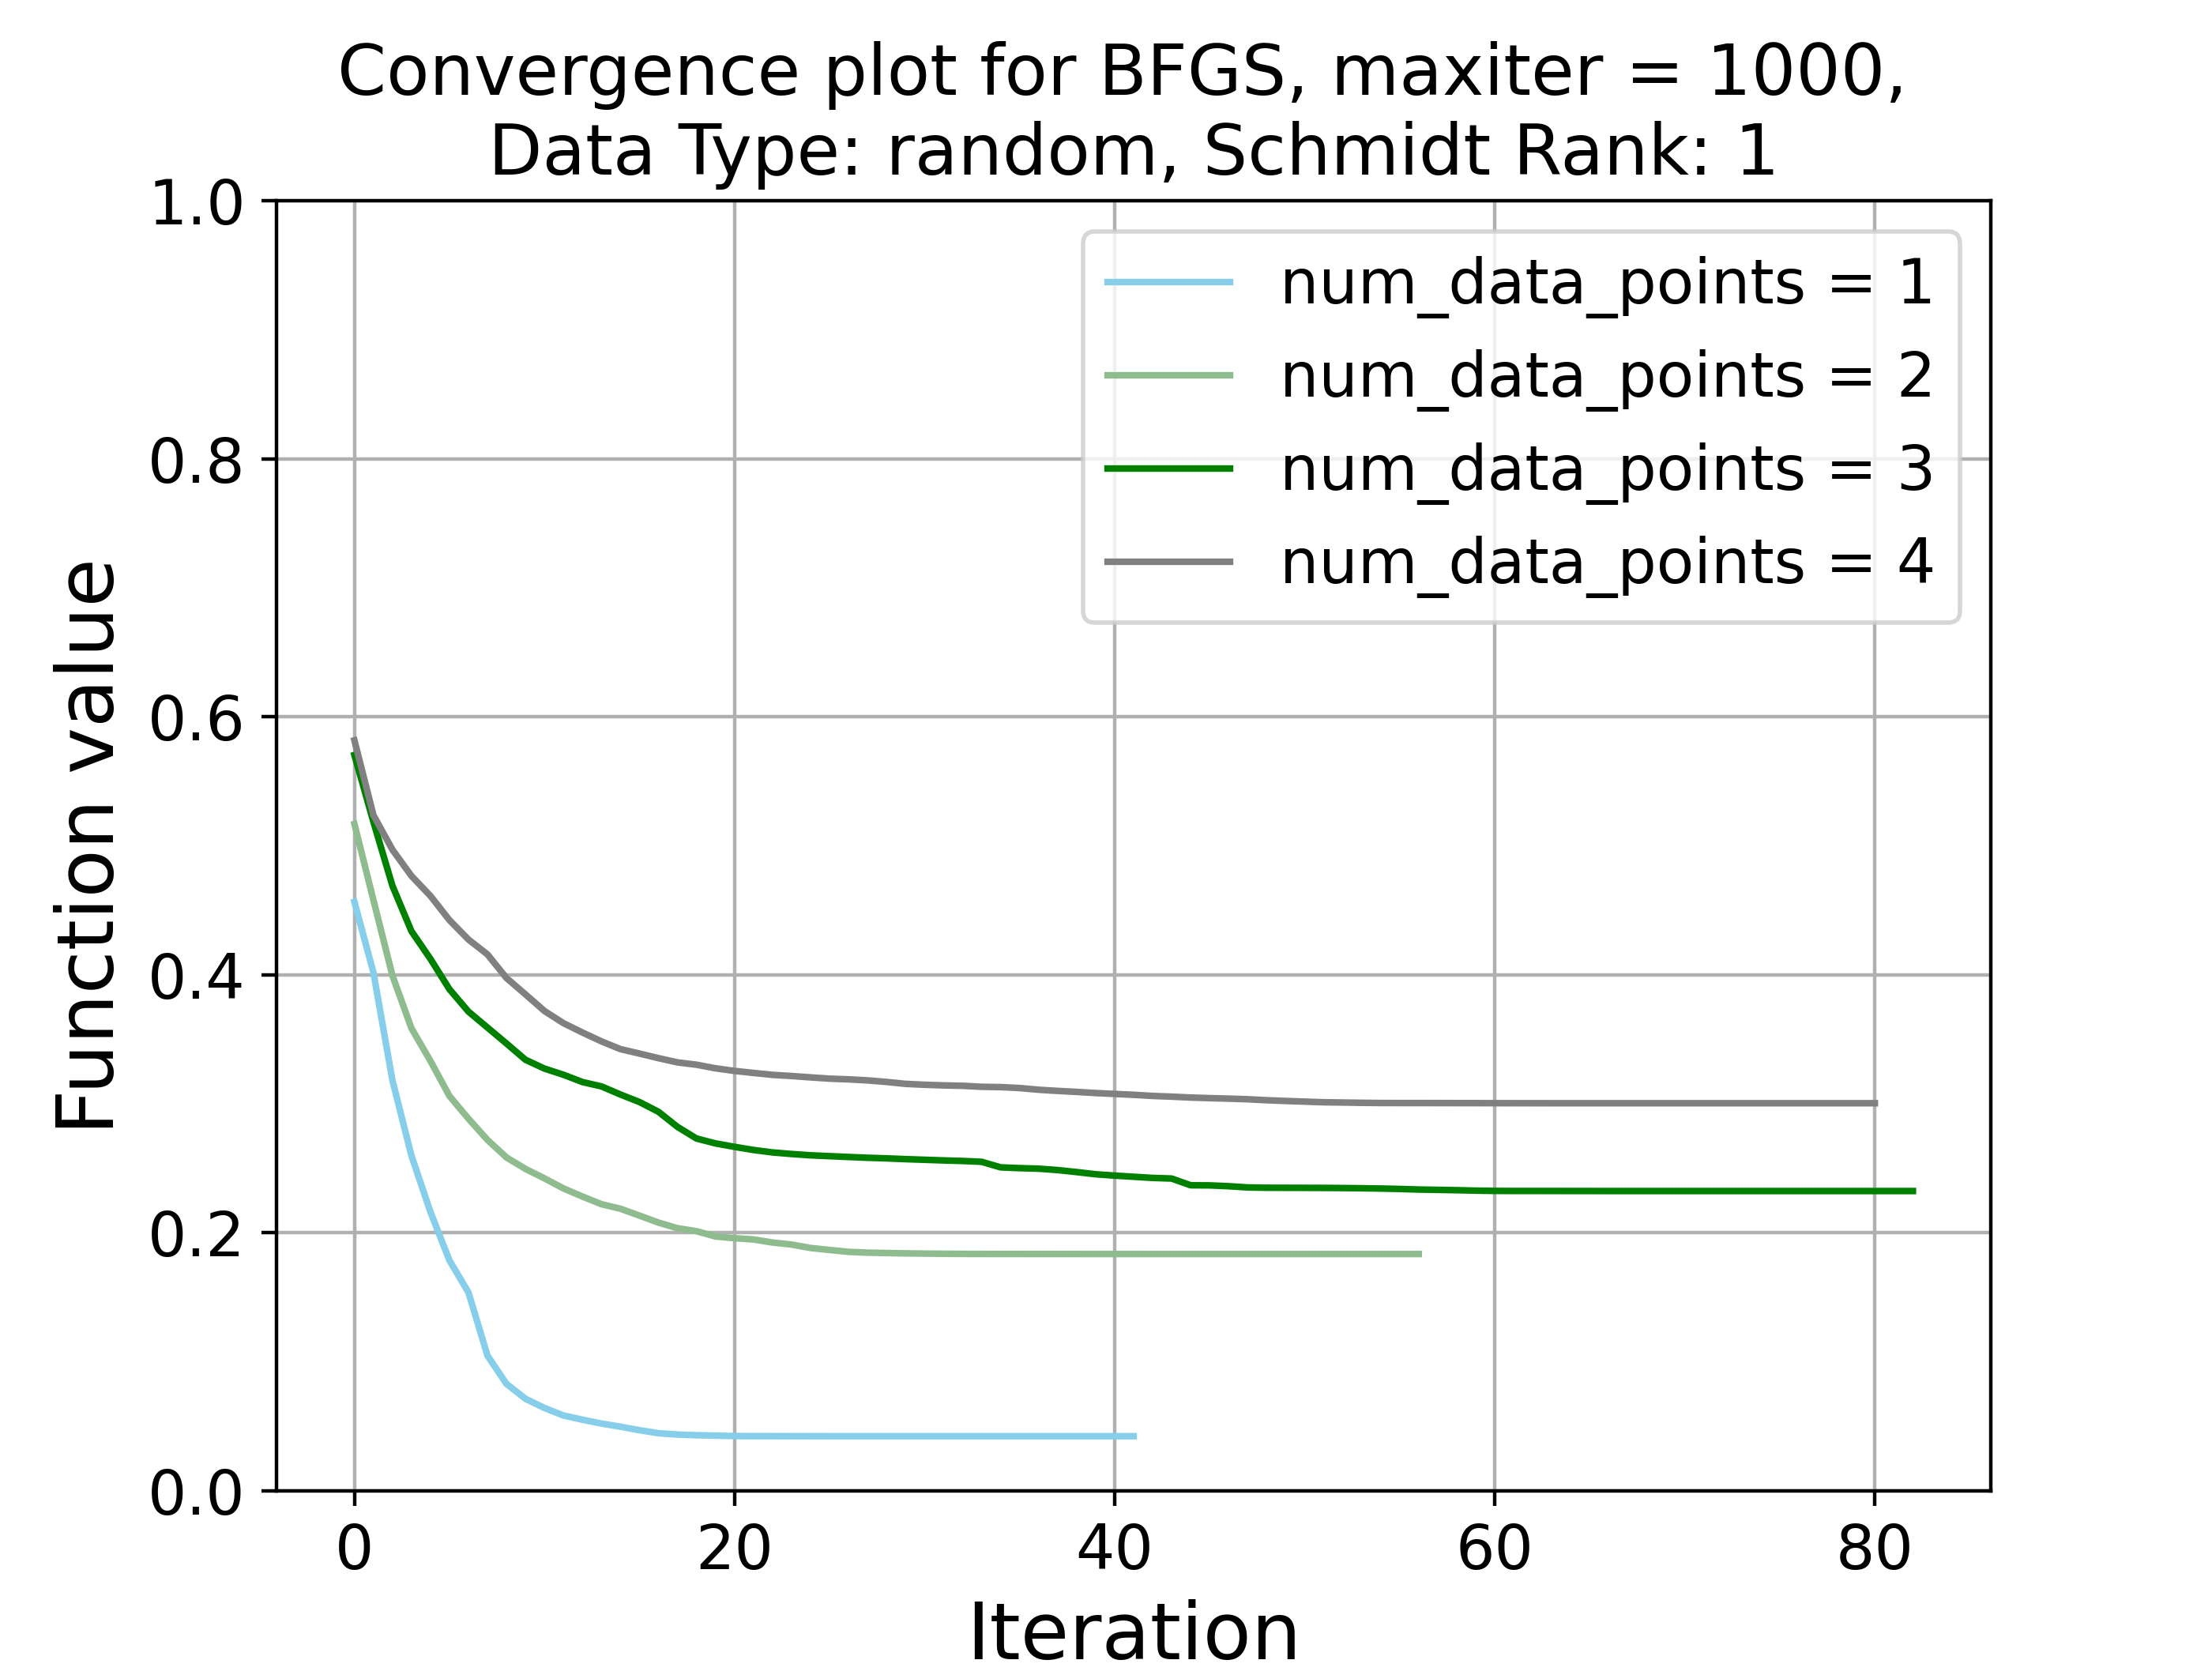 Convergence plot for BFGS, maxiter = 1000,
Data Type: random, Schmidt Rank: 1
1.0
0.8
0.6
0.4
0.2
0.0
Function value
num_data_points = 1
num_data_points = 2
num_data_points = 3
num_data_points = 4
0 20 40 60 80
Iteration